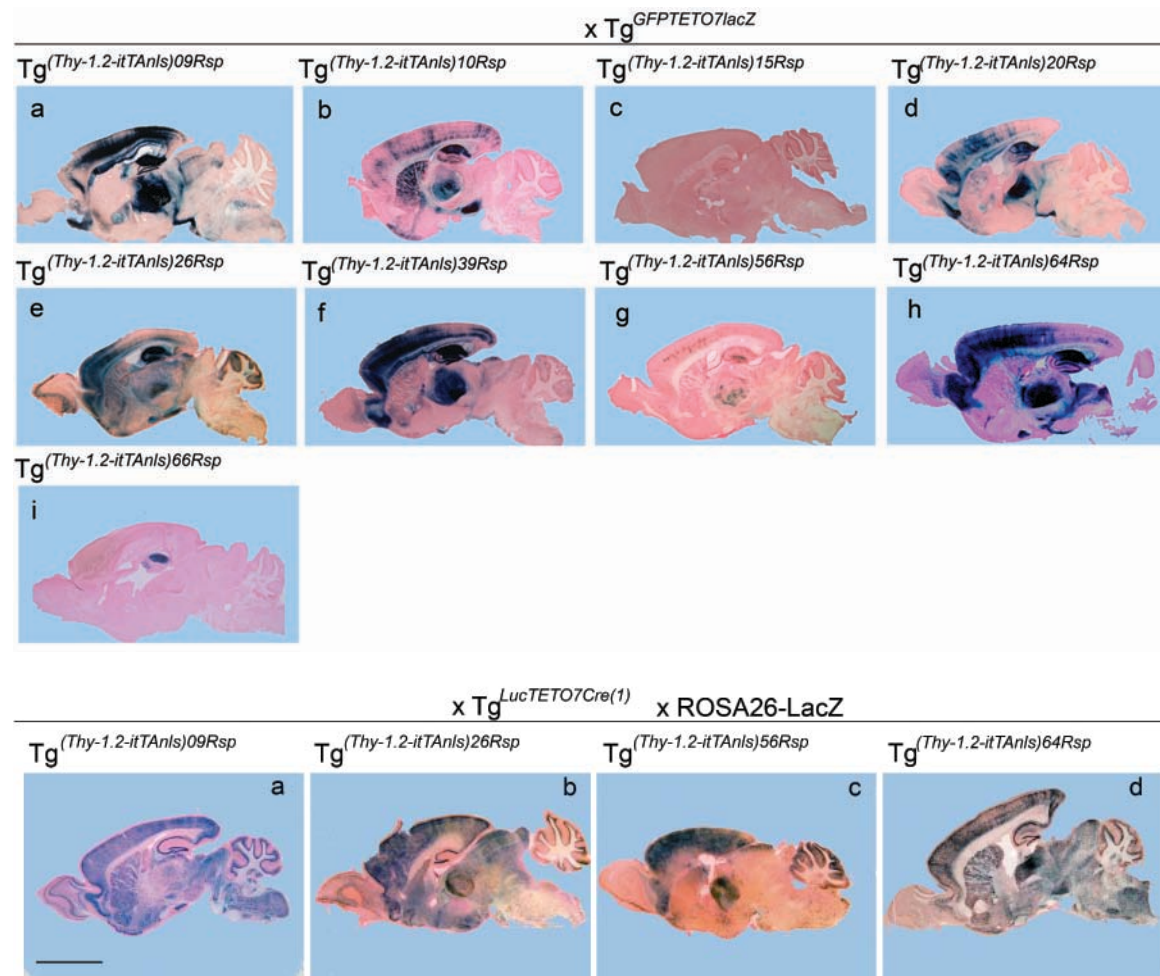 x Tg^GFPTETO7lacZ
Tg^(Thy-1.2-itTAnls)09Rsp Tg^(Thy-1.2-itTAnls)10Rsp Tg^(Thy-1.2-itTAnls)15Rsp Tg^(Thy-1.2-itTAnls)20Rsp
a b c d
Tg^(Thy-1.2-itTAnls)26Rsp Tg^(Thy-1.2-itTAnls)39Rsp Tg^(Thy-1.2-itTAnls)56Rsp Tg^(Thy-1.2-itTAnls)64Rsp
e f g h
Tg^(Thy-1.2-itTAnls)66Rsp
i
x Tg^LucTETO7Cre(1) x ROSA26-LacZ
Tg^(Thy-1.2-itTAnls)09Rsp Tg^(Thy-1.2-itTAnls)26Rsp Tg^(Thy-1.2-itTAnls)56Rsp Tg^(Thy-1.2-itTAnls)64Rsp
a b c d